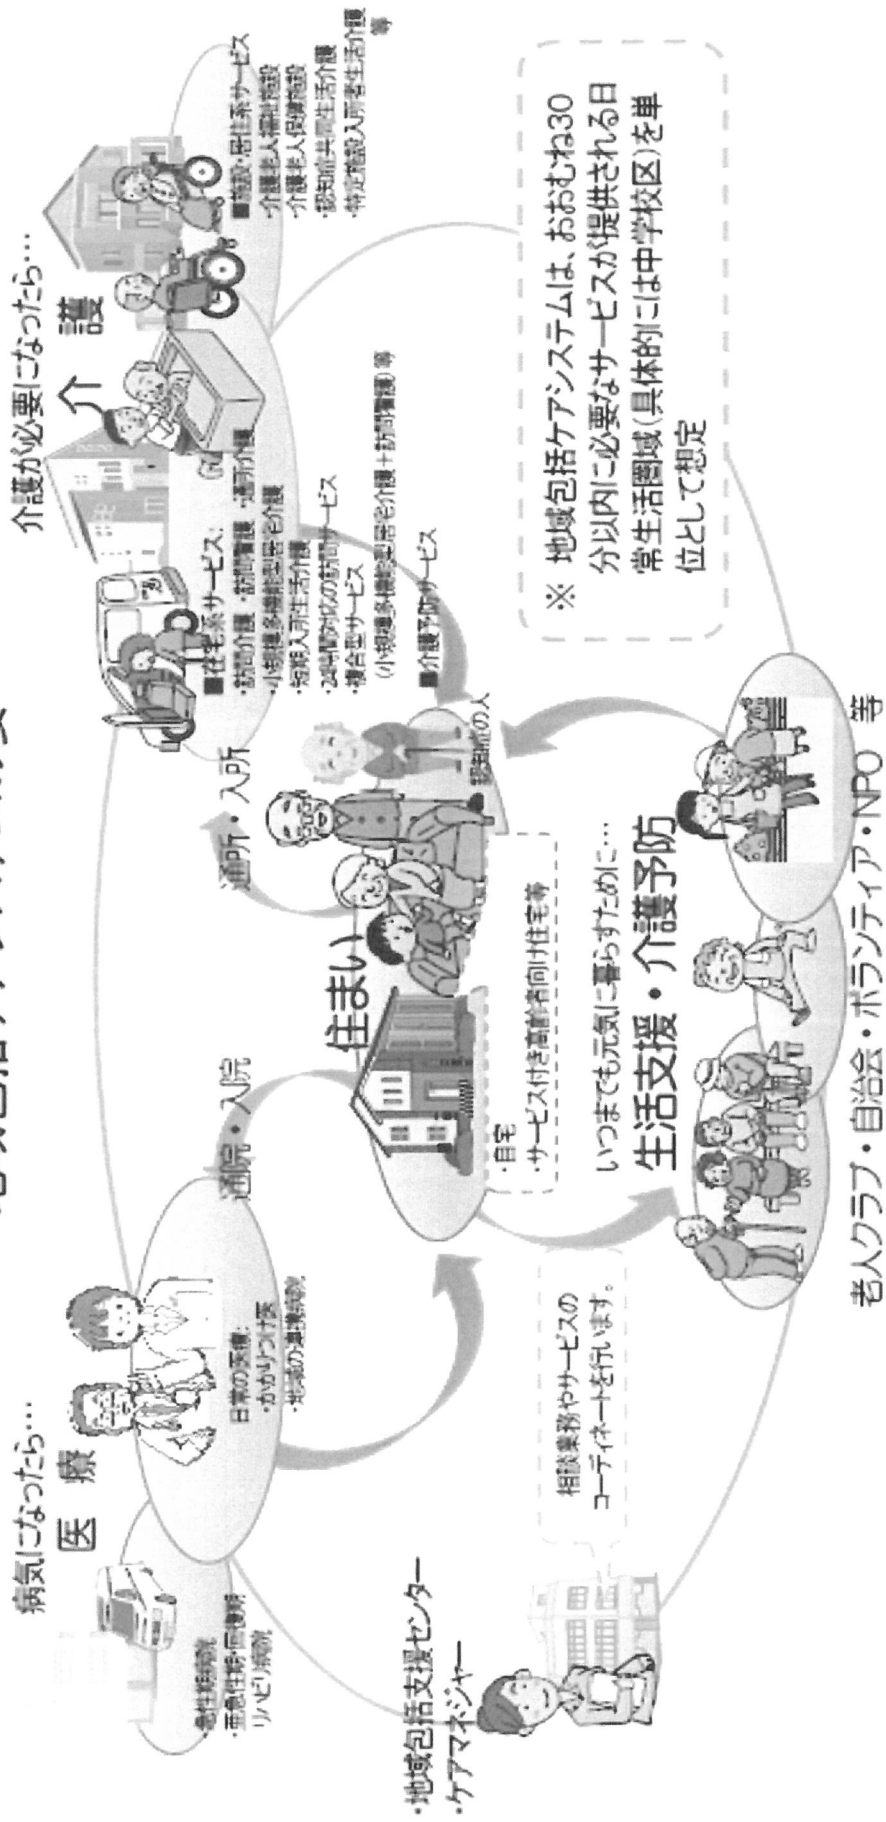 病気になったら…
医 療
・急性期病院
・亜急性期・回復期
リハビリ病院
日常の医療:
・かかりつけ医
・地域の連携病院
通院・入院
介護が必要になったら…
介 護
■在宅系サービス:
・訪問介護 ・訪問看護 ・通所介護
・小規模多機能型居宅介護
・短期入所生活介護
・24時間対応の訪問サービス
・複合型サービス
(小規模多機能型居宅介護+訪問看護)等
■介護予防サービス
■施設・居住系サービス
・介護老人福祉施設
・介護老人保健施設
・認知症共同生活介護
・特定施設入所者生活介護
等
通所・入所
住まい
認知症の人
・自宅
・サービス付き高齢者向け住宅等
・地域包括支援センター
・ケアマネジャー
相談業務やサービスの
コーディネートを行います。
いつまでも元気に暮らすために…
生活支援・介護予防
老人クラブ・自治会・ボランティア・NPO 等
※ 地域包括ケアシステムは、おおむね30
分以内に必要なサービスが提供される日
常生活圏域(具体的には中学校区)を単
位として想定